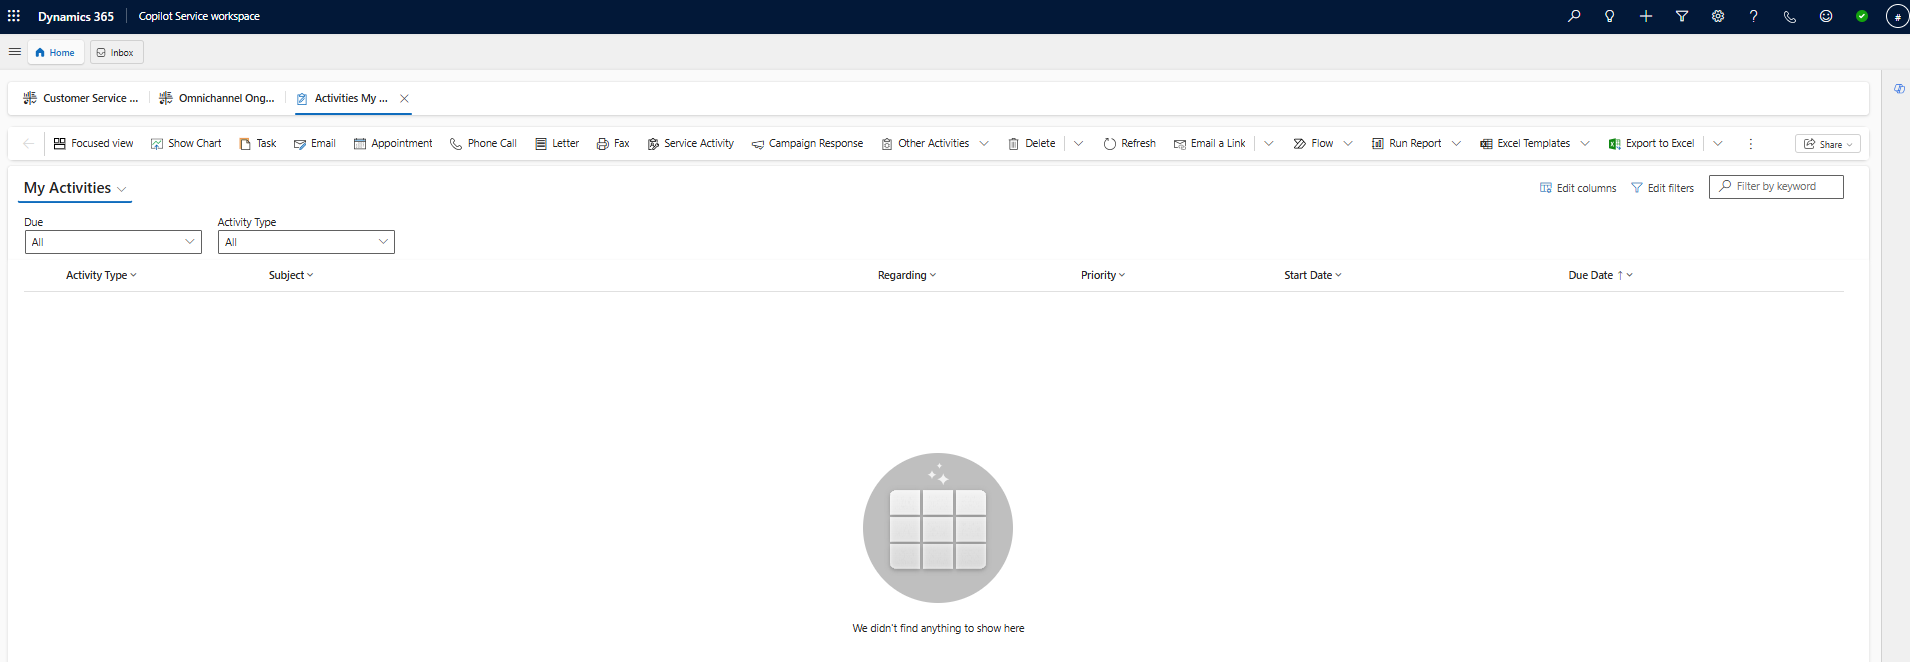 Dynamics 365 Copilot Service workspace #
Home Inbox
Customer Service ... Omnichannel Ong... Activities My ...
Focused view Show Chart Task Email Appointment Phone Call Letter Fax Service Activity Campaign Response Other Activities Delete Refresh Email a Link Flow Run Report Excel Templates Export to Excel Share
My Activities Edit columns Edit filters Filter by keyword
Due Activity Type
All All
Activity Type Subject Regarding Priority Start Date Due Date ↑
We didn't find anything to show here